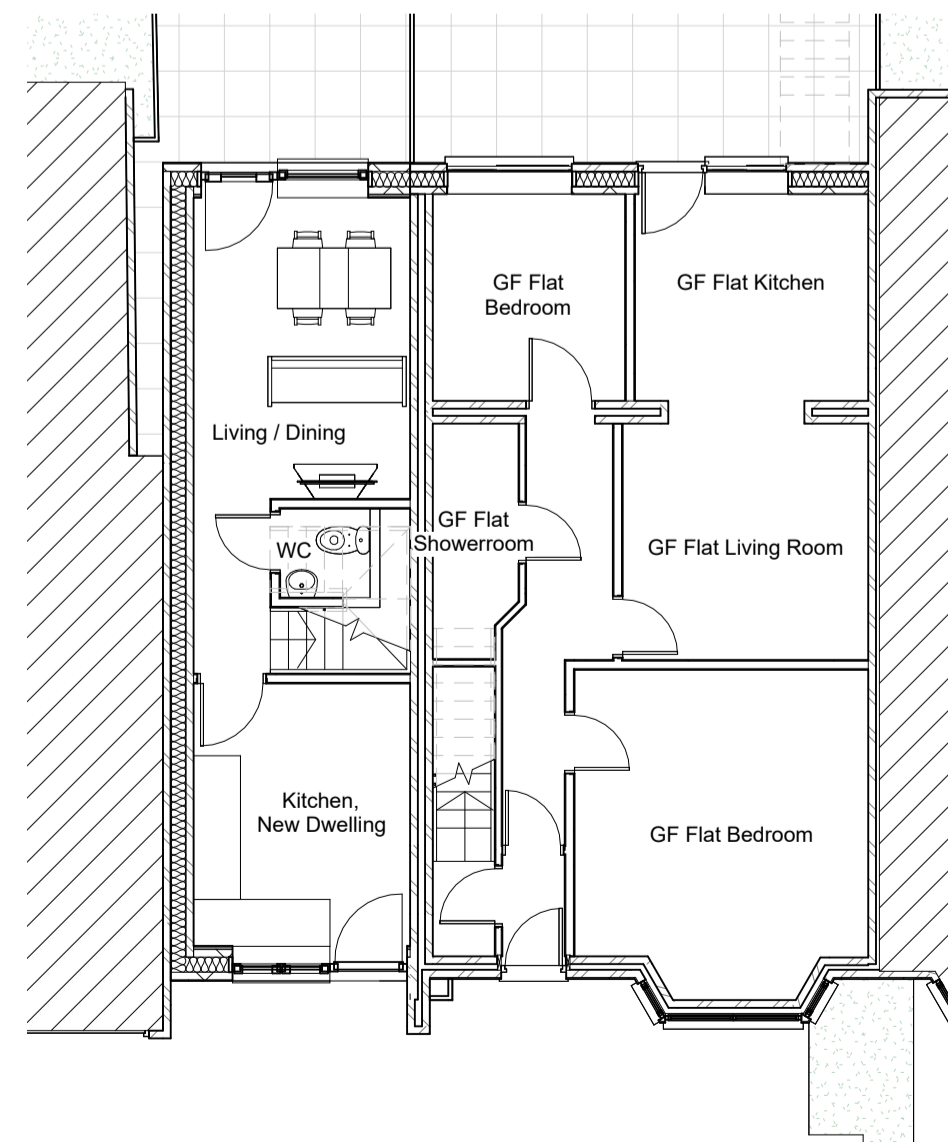 GF Flat
Bedroom
GF Flat Kitchen
Living / Dining
GF Flat
Showerroom
WC
GF Flat Living Room
Kitchen,
New Dwelling
GF Flat Bedroom